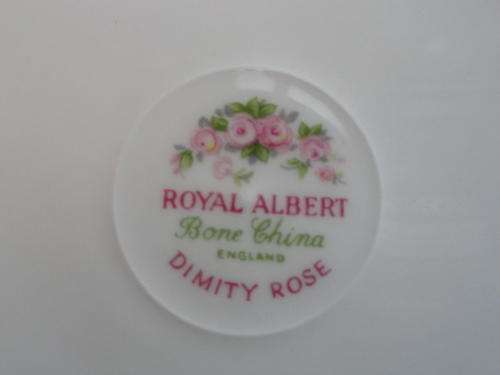 ROYAL ALBERT
Bone China
ENGLAND
DIMITY ROSE